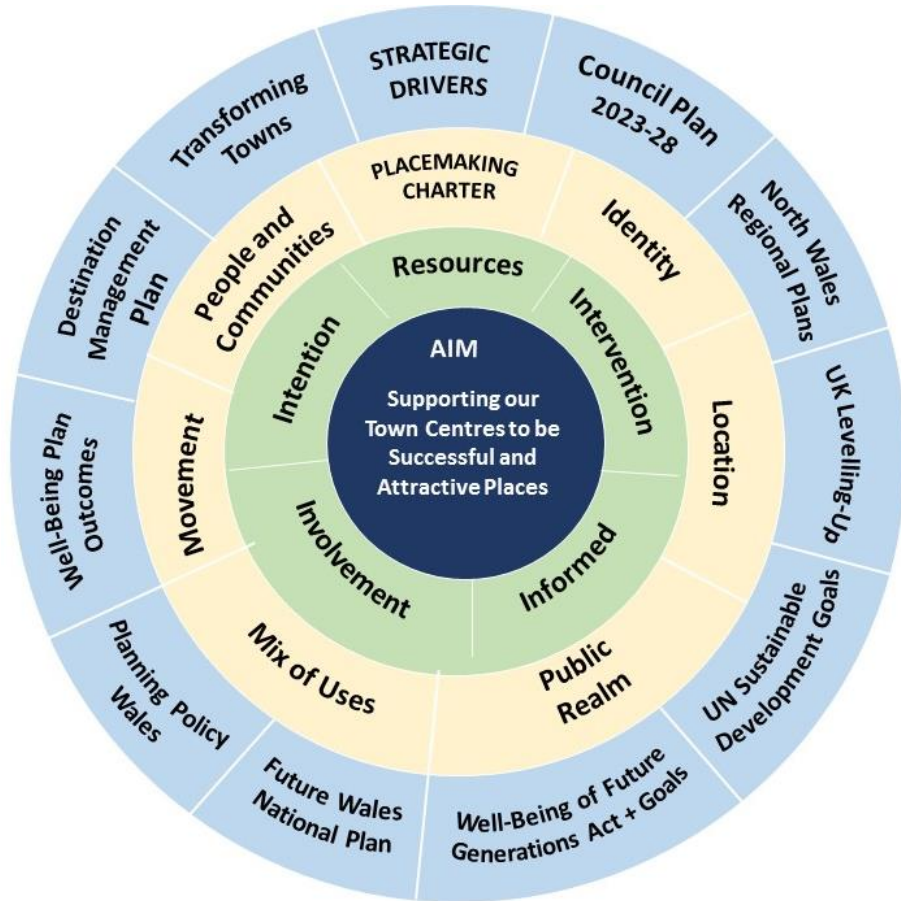 STRATEGIC
DRIVERS
Council Plan
2023-28
North Wales
Regional Plans
UK Levelling-Up
UN Sustainable
Development Goals
Well-Being of Future
Generations Act + Goals
Future Wales
National Plan
Planning Policy
Wales
Well-Being Plan
Outcomes
Destination
Management
Plan
Transforming
Towns
PLACEMAKING
CHARTER
Identity
Location
Public
Realm
Mix of Uses
Movement
People and
Communities
Resources
Intervention
Informed
Involvement
Intention
AIM
Supporting our
Town Centres to be
Successful and
Attractive Places